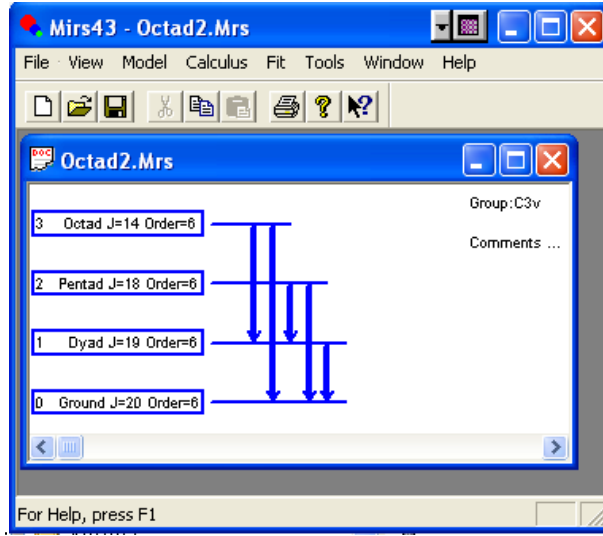 Mirs43 - Octad2.Mrs
File View Model Calculus Fit Tools Window Help
DOC
Octad2.Mrs
Group:C3v
3 Octad J=14 Order=6
Comments ...
2 Pentad J=18 Order=6
1 Dyad J=19 Order=6
0 Ground J=20 Order=6
For Help, press F1